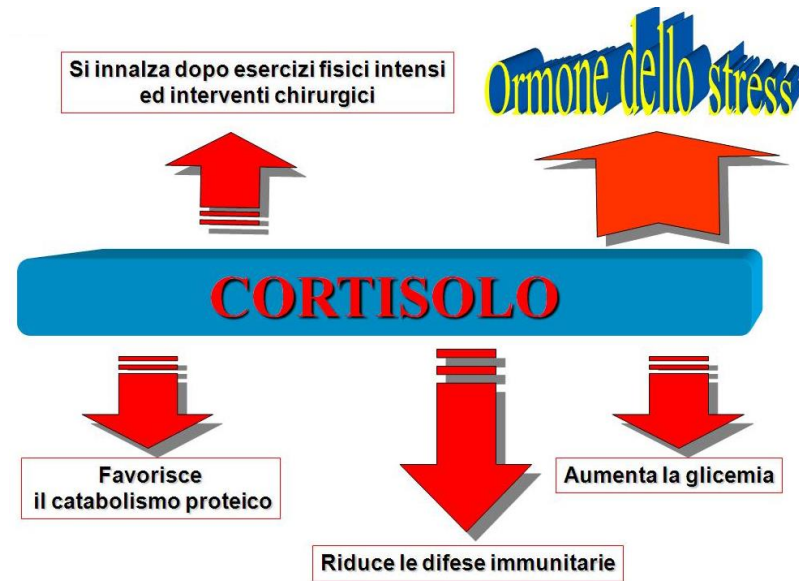 Si innalza dopo esercizi fisici intensi
ed interventi chirurgici
Ormone dello stress
CORTISOLO
Favorisce
il catabolismo proteico
Riduce le difese immunitarie
Aumenta la glicemia